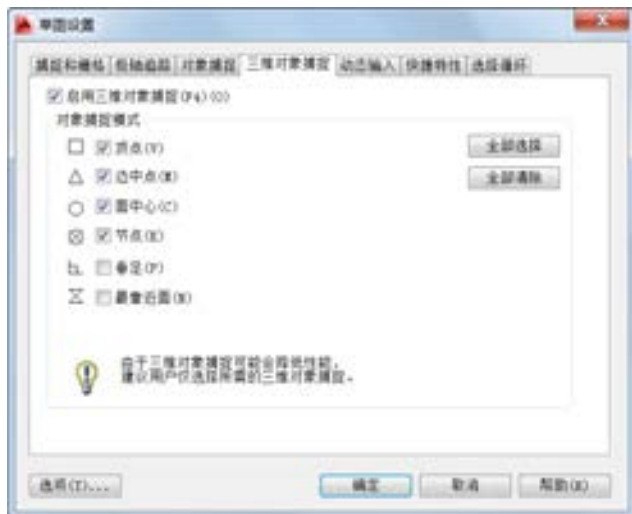 草图设置
捕捉和栅格 极轴追踪 对象捕捉 三维对象捕捉 动态输入 快捷特性 选择循环
启用三维对象捕捉(F4)(O)
对象捕捉模式
顶点(V)
全部选择
边中点(M)
全部清除
面中心(C)
节点(K)
垂足(P)
最靠近面(N)
由于三维对象捕捉可能会降低性能，
建议用户仅选择所需的三维对象捕捉。
选项(T)... 确定 取消 帮助(H)